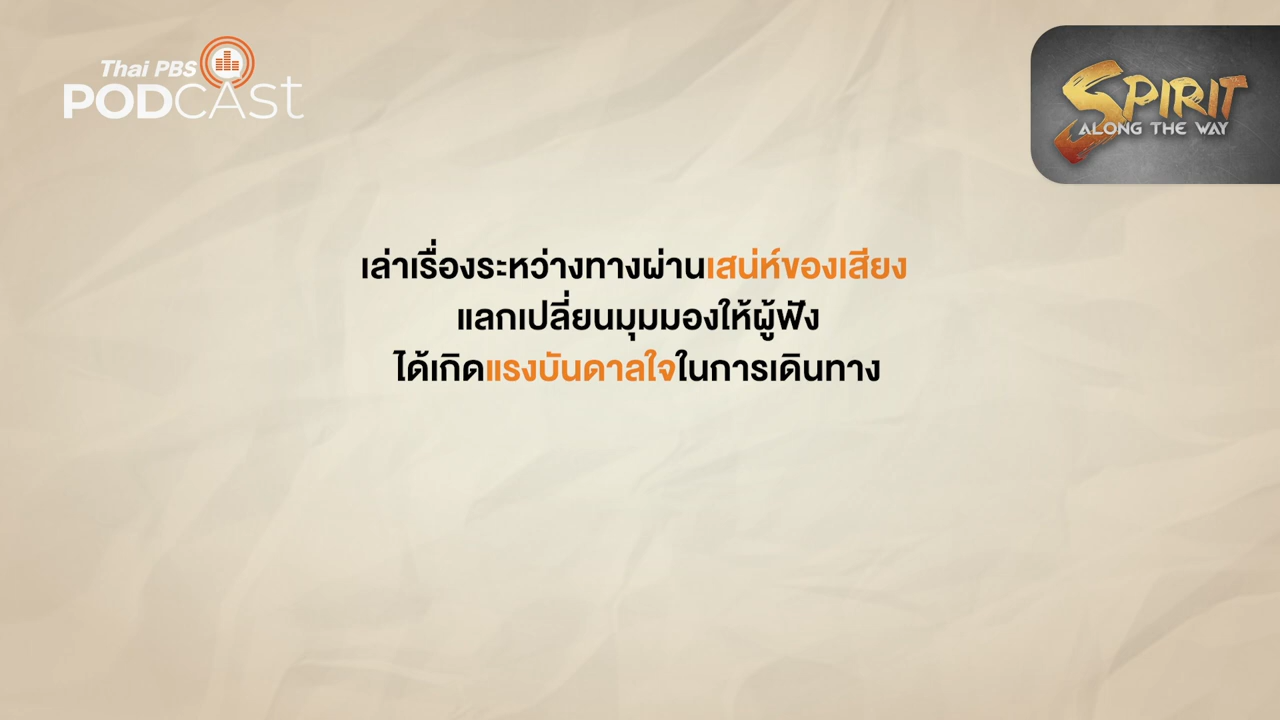 Thai PBS
PODCAst
SPIRIT
ALONG THE WAY
เล่าเรื่องระหว่างทางผ่านเสน่ห์ของเสียง
แลกเปลี่ยนมุมมองให้ผู้ฟัง
ได้เกิดแรงบันดาลใจในการเดินทาง